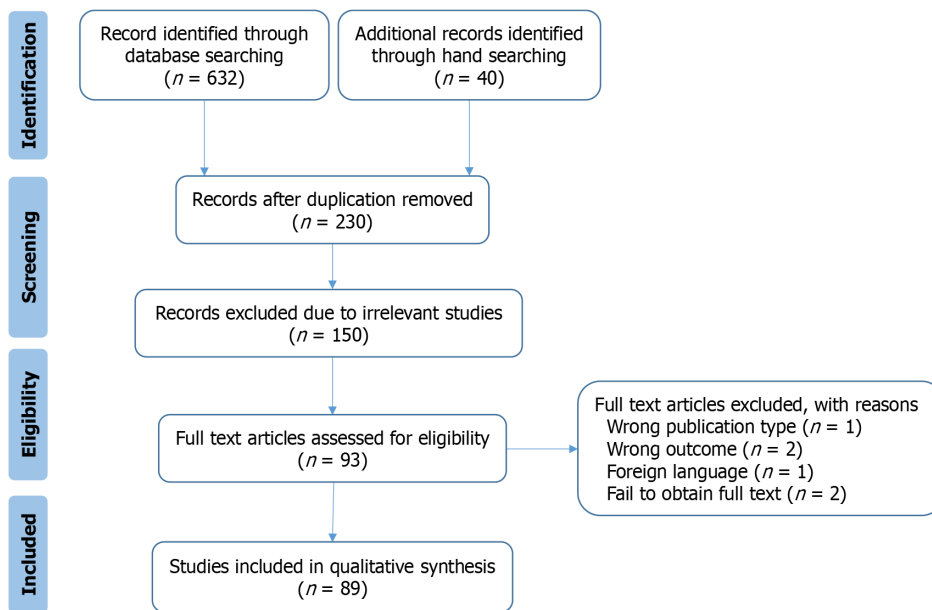 Identification
Record identified through
database searching
(n = 632)
Additional records identified
through hand searching
(n = 40)
Screening
Records after duplication removed
(n = 230)
Records excluded due to irrelevant studies
(n = 150)
Eligibility
Full text articles assessed for eligibility
(n = 93)
Full text articles excluded, with reasons
Wrong publication type (n = 1)
Wrong outcome (n = 2)
Foreign language (n = 1)
Fail to obtain full text (n = 2)
Included
Studies included in qualitative synthesis
(n = 89)